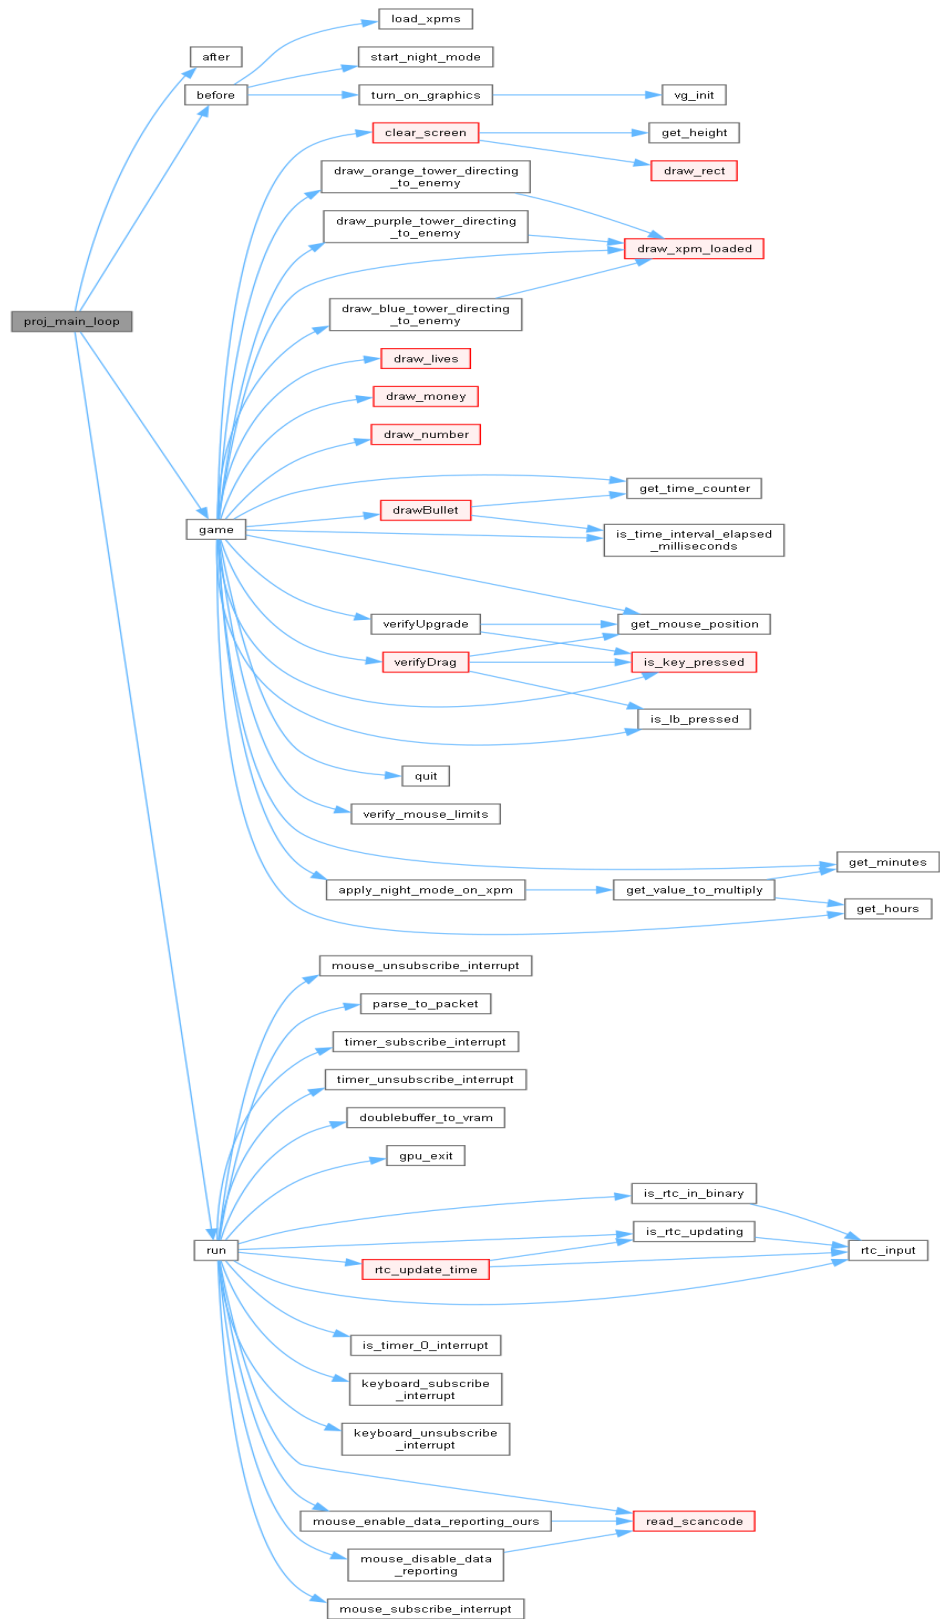 load_xpms
after
start_night_mode
before
turn_on_graphics
vg_init
clear_screen
get_height
draw_rect
draw_orange_tower_directing
_to_enemy
draw_purple_tower_directing
_to_enemy
draw_xpm_loaded
draw_blue_tower_directing
_to_enemy
proj_main_loop
draw_lives
draw_money
draw_number
get_time_counter
drawBullet
game
is_time_interval_elapsed
_milliseconds
verifyUpgrade
get_mouse_position
verifyDrag
is_key_pressed
is_lb_pressed
quit
verify_mouse_limits
get_minutes
apply_night_mode_on_xpm
get_value_to_multiply
get_hours
mouse_unsubscribe_interrupt
parse_to_packet
timer_subscribe_interrupt
timer_unsubscribe_interrupt
doublebuffer_to_vram
gpu_exit
is_rtc_in_binary
is_rtc_updating
run
rtc_input
rtc_update_time
is_timer_0_interrupt
keyboard_subscribe
_interrupt
keyboard_unsubscribe
_interrupt
mouse_enable_data_reporting_ours
read_scancode
mouse_disable_data
_reporting
mouse_subscribe_interrupt